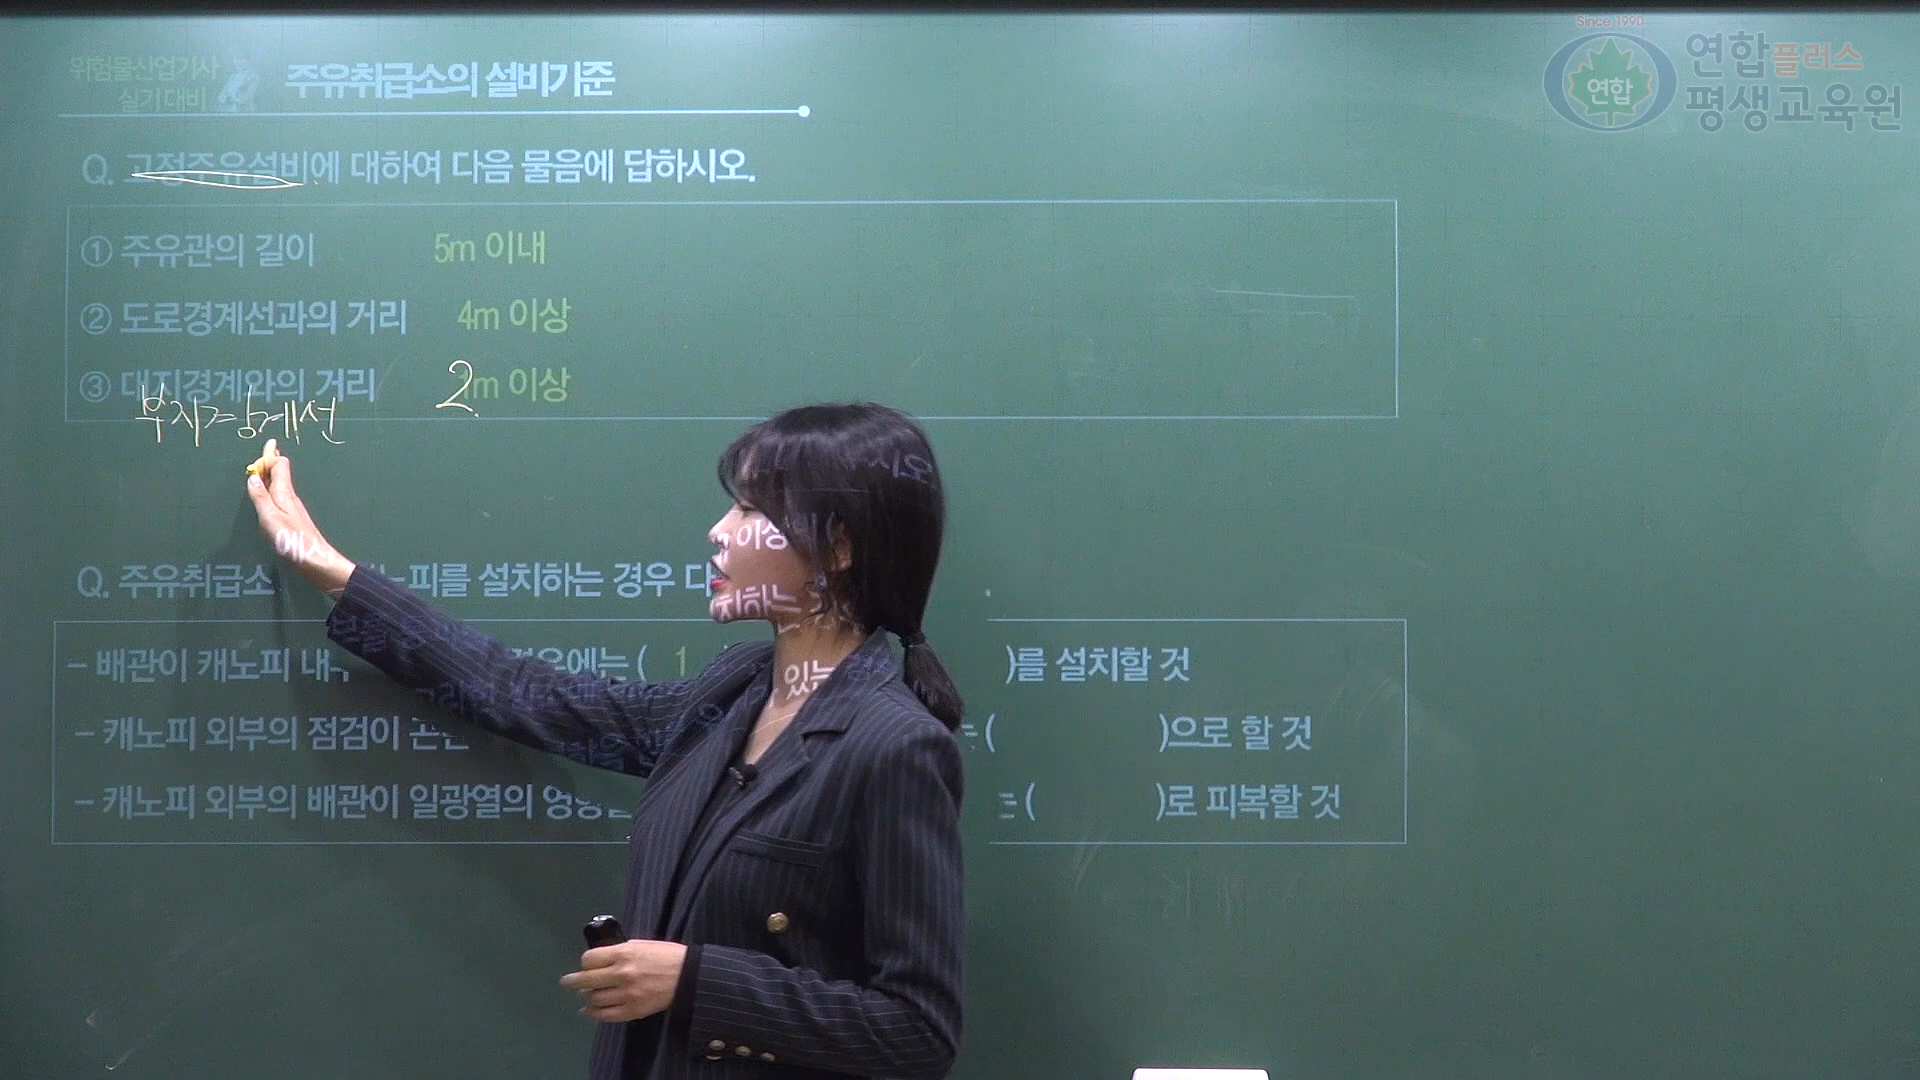 Since 1990
연합플러스
연합
평생교육원
위험물산업기사
실기대비
주유취급소의 설비기준
Q. 고정주유설비에 대하여 다음 물음에 답하시오.
① 주유관의 길이 5m 이내
② 도로경계선과의 거리 4m 이상
③ 대지경계와의 거리 1m 이상
부지경계선 2.
Q. 주유취급소 노피를 설치하는 경우 다
- 배관이 캐노피 내 경우에는 ( 1 )를 설치할 것
- 캐노피 외부의 점검이 곤란 ( )으로 할 것
- 캐노피 외부의 배관이 일광열의 영향 ( )로 피복할 것